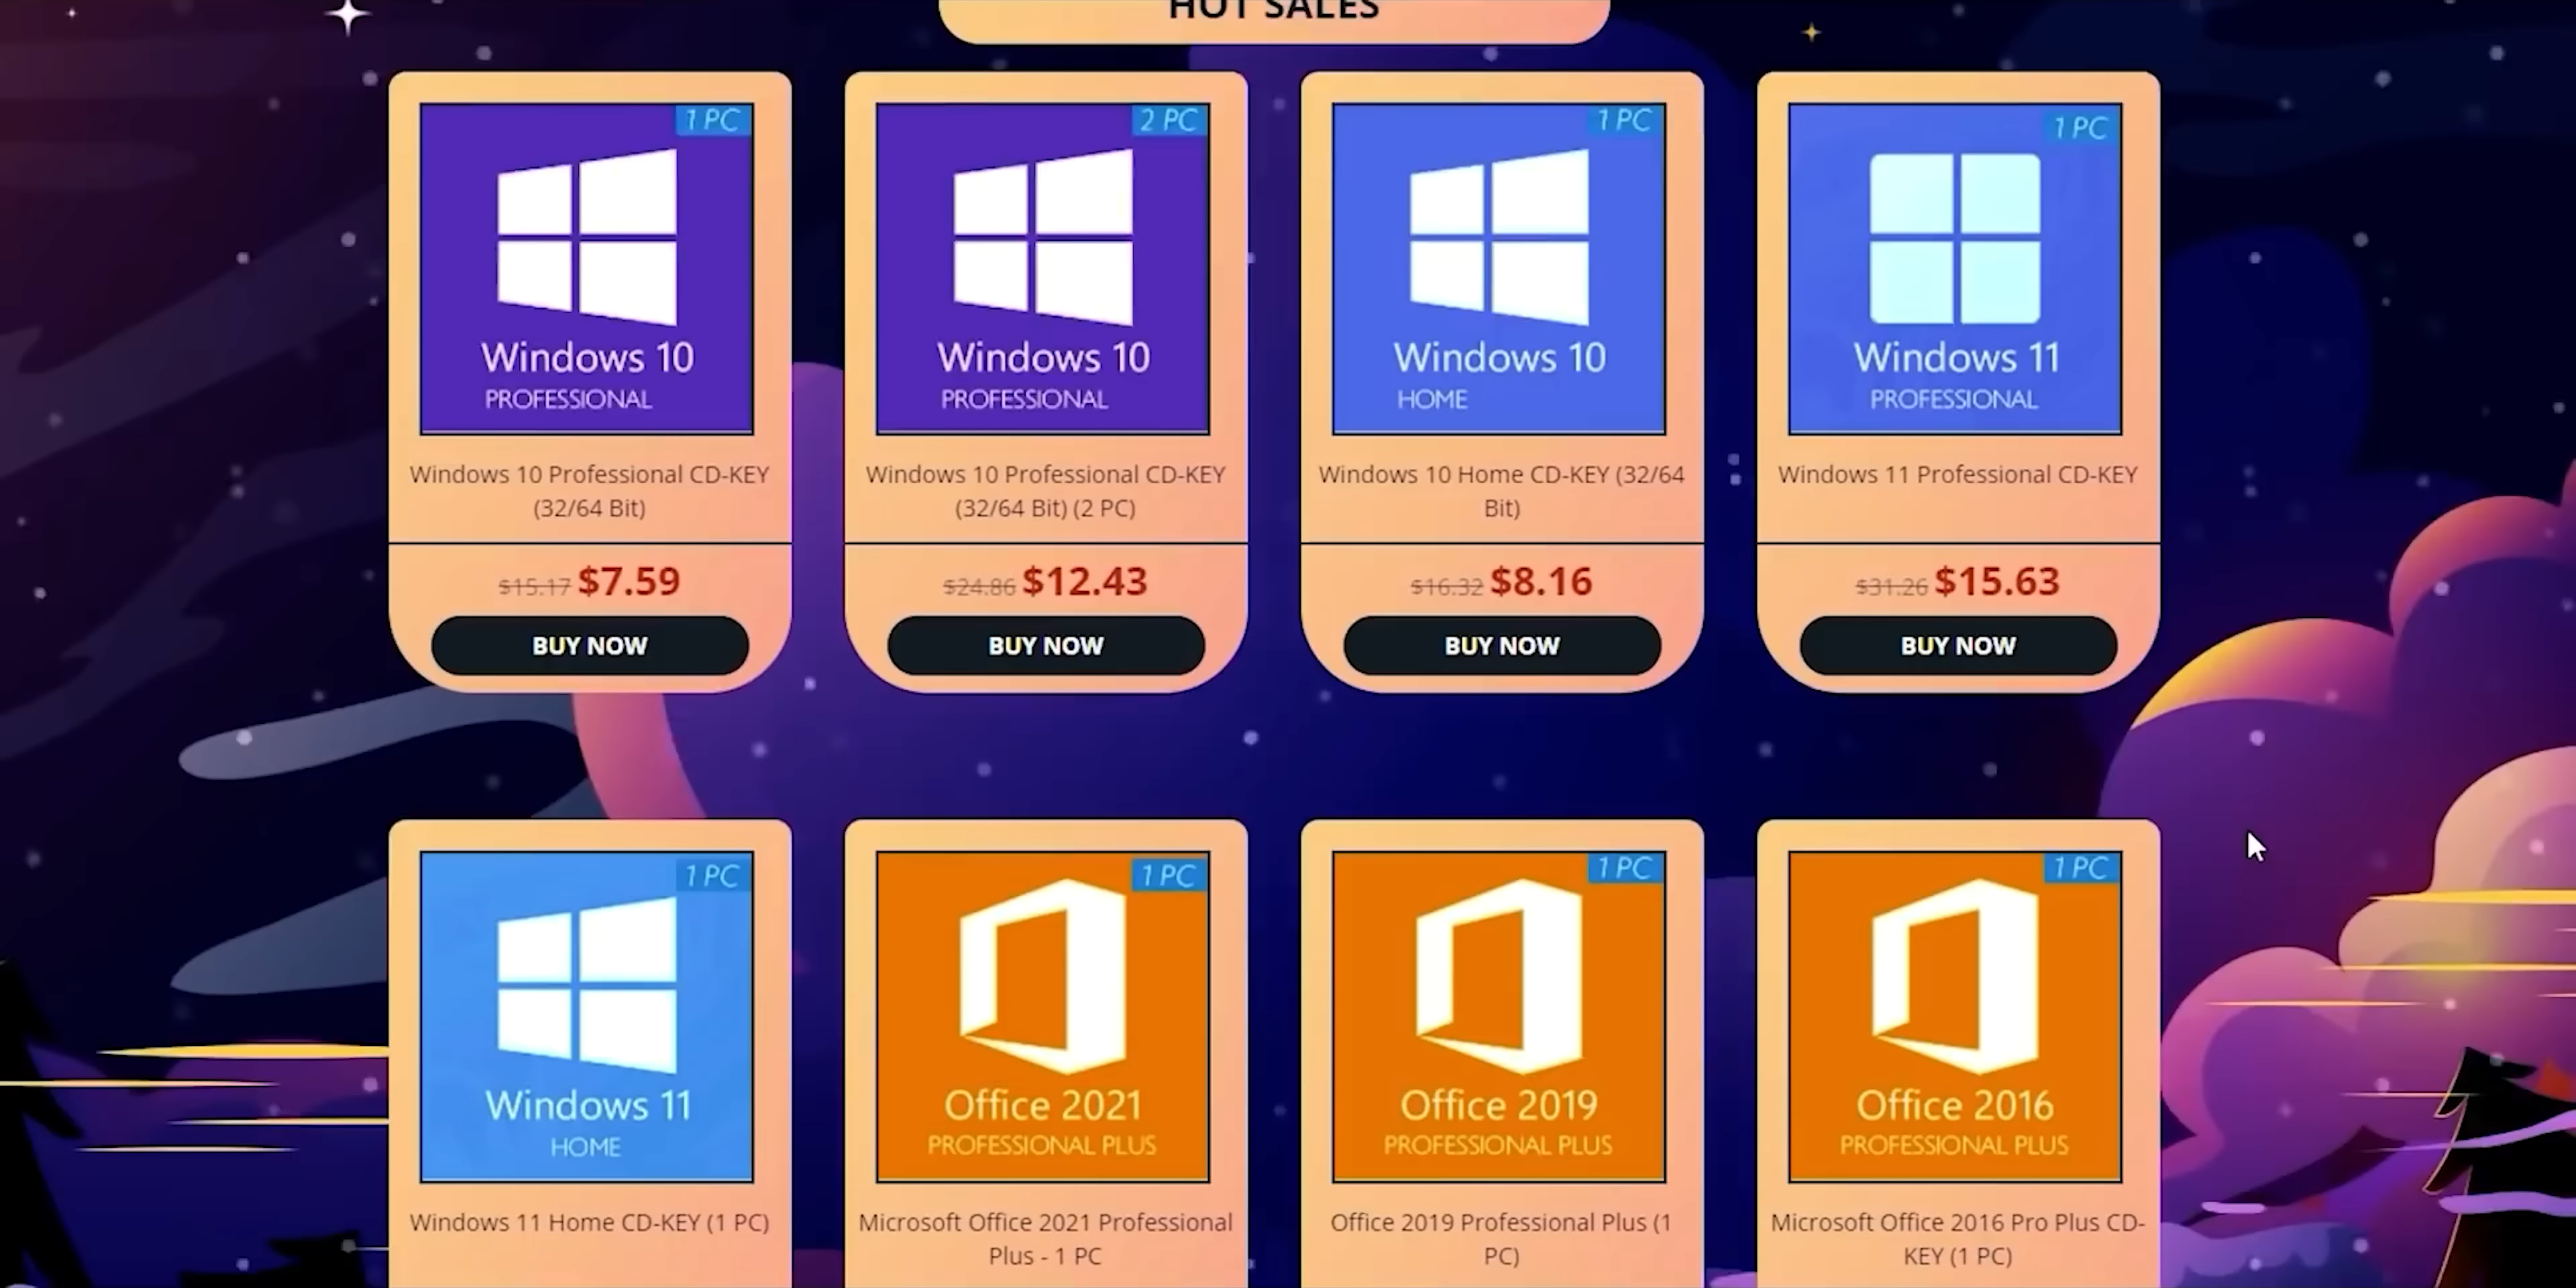 HOT SALES
1 PC
Windows 10
PROFESSIONAL
Windows 10 Professional CD-KEY
(32/64 Bit)
$15.17 $7.59
BUY NOW
2 PC
Windows 10
PROFESSIONAL
Windows 10 Professional CD-KEY
(32/64 Bit) (2 PC)
$24.86 $12.43
BUY NOW
1 PC
Windows 10
HOME
Windows 10 Home CD-KEY (32/64
Bit)
$16.32 $8.16
BUY NOW
1 PC
Windows 11
PROFESSIONAL
Windows 11 Professional CD-KEY
$31.26 $15.63
BUY NOW
1 PC
Windows 11
HOME
Windows 11 Home CD-KEY (1 PC)
1 PC
Office 2021
PROFESSIONAL PLUS
Microsoft Office 2021 Professional
Plus - 1 PC
1 PC
Office 2019
PROFESSIONAL PLUS
Office 2019 Professional Plus (1
PC)
1 PC
Office 2016
PROFESSIONAL PLUS
Microsoft Office 2016 Pro Plus CD-
KEY (1 PC)